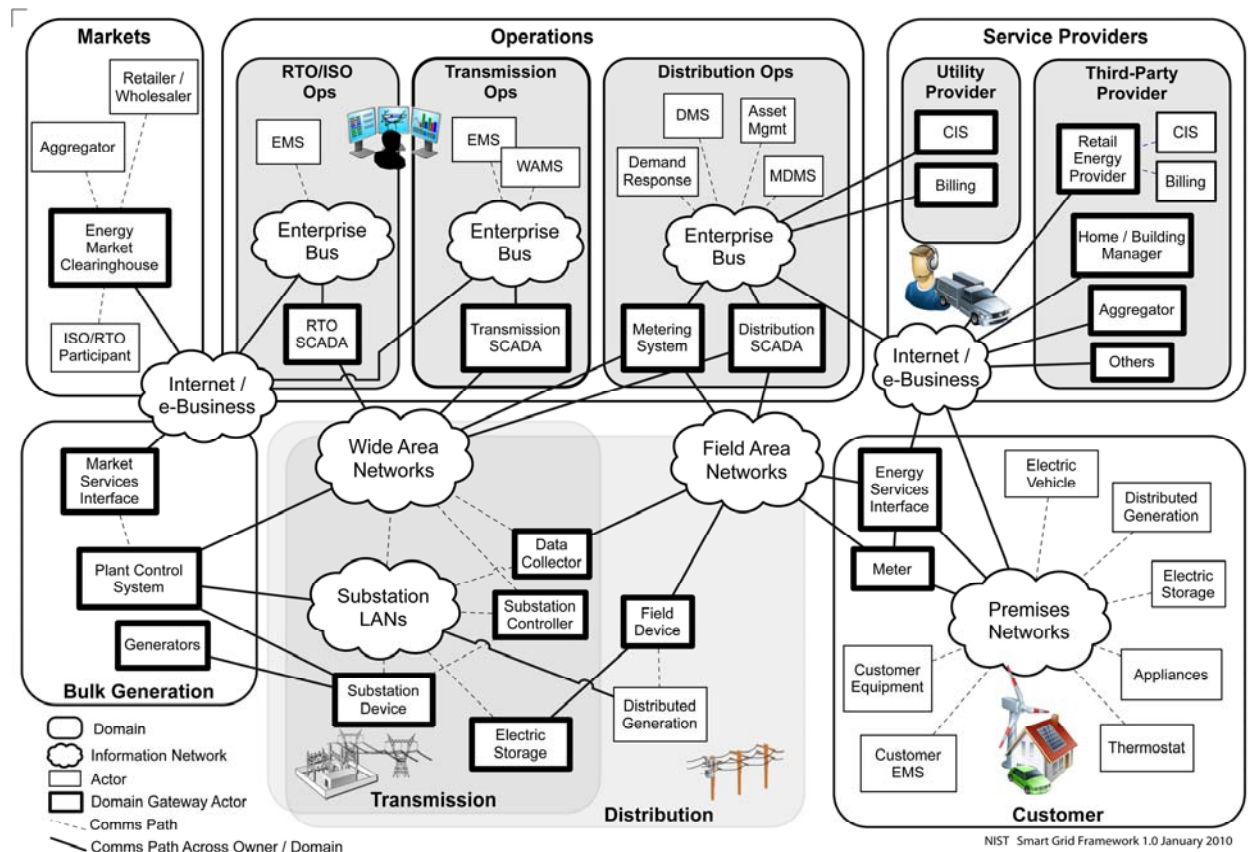 Markets
Retailer /
Wholesaler
Aggregator
Energy
Market
Clearinghouse
ISO/RTO
Participant
Operations
RTO/ISO
Ops
EMS
Enterprise
Bus
RTO
SCADA
Transmission
Ops
EMS
WAMS
Enterprise
Bus
Transmission
SCADA
Distribution Ops
DMS
Asset
Mgmt
Demand
Response
MDMS
Enterprise
Bus
Metering
System
Distribution
SCADA
Service Providers
Utility
Provider
CIS
Billing
Third-Party
Provider
Retail
Energy
Provider
CIS
Billing
Home / Building
Manager
Aggregator
Others
Internet /
e-Business
Internet /
e-Business
Market
Services
Interface
Plant Control
System
Generators
Bulk Generation
Wide Area
Networks
Field Area
Networks
Data
Collector
Substation
LANs
Substation
Controller
Field
Device
Substation
Device
Electric
Storage
Distributed
Generation
Transmission
Distribution
Energy
Services
Interface
Meter
Electric
Vehicle
Distributed
Generation
Electric
Storage
Premises
Networks
Customer
Equipment
Appliances
Customer
EMS
Thermostat
Customer
Domain
Information Network
Actor
Domain Gateway Actor
Comms Path
Comms Path Across Owner / Domain
NIST Smart Grid Framework 1.0 January 2010